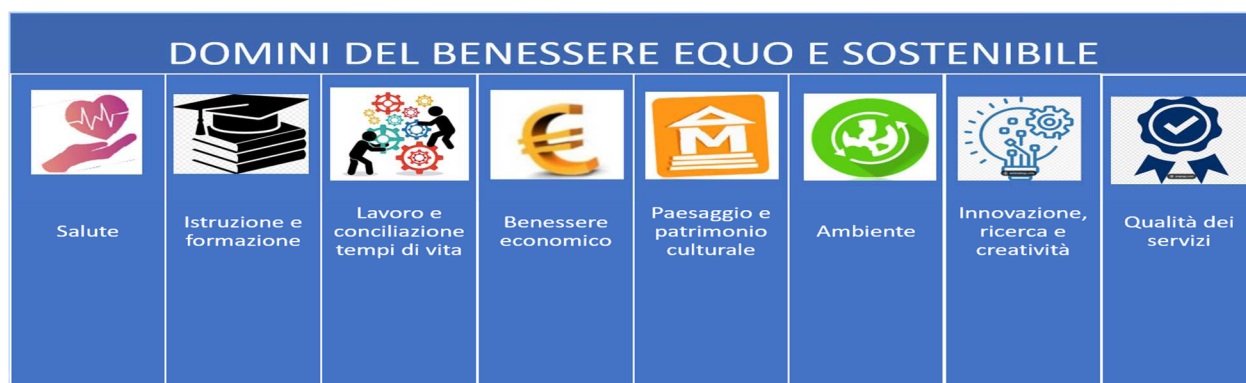 DOMINI DEL BENESSERE EQUO E SOSTENIBILE
Salute
Istruzione e
formazione
Lavoro e
conciliazione
tempi di vita
Benessere
economico
Paesaggio e
patrimonio
culturale
Ambiente
Innovazione,
ricerca e
creatività
Qualità dei
servizi